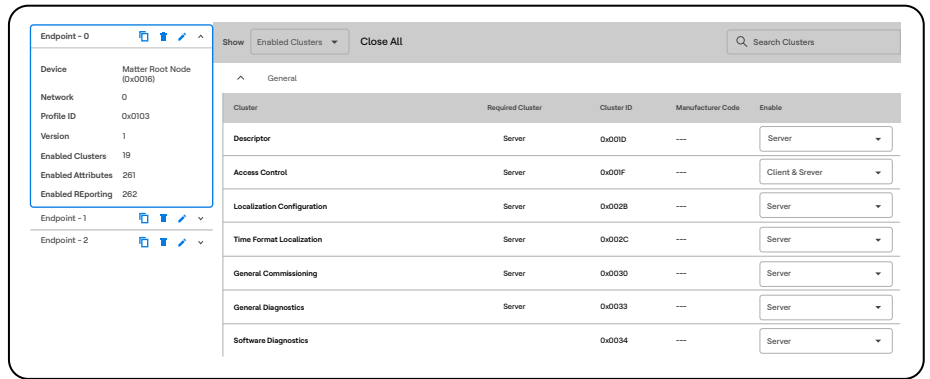 Endpoint - 0
Device Matter Root Node
(0x0016)
Network 0
Profile ID 0x0103
Version 1
Enabled Clusters 19
Enabled Attributes 261
Enabled REporting 262
Endpoint - 1
Endpoint - 2
Show Enabled Clusters Close All Search Clusters
General
Cluster Required Cluster Cluster ID Manufacturer Code Enable
Descriptor Server 0x001D --- Server
Access Control Server 0x001F --- Client & Srever
Localization Configuration Server 0x002B --- Server
Time Format Localization Server 0x002C --- Server
General Commissioning Server 0x0030 --- Server
General Diagnostics Server 0x0033 --- Server
Software Diagnostics 0x0034 --- Server